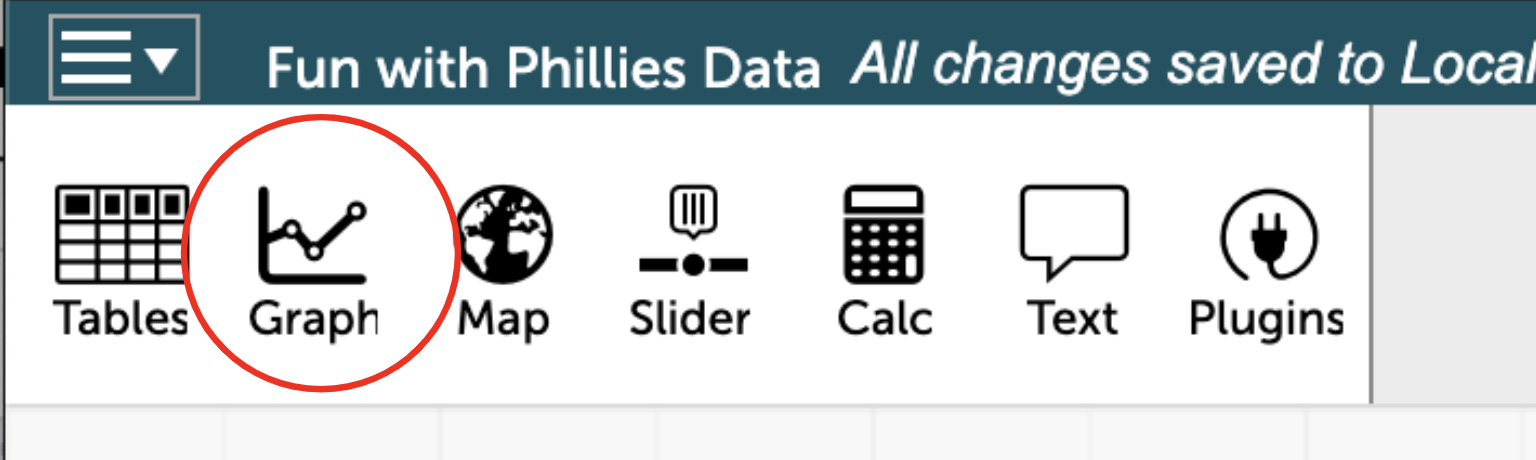 Fun with Phillies Data All changes saved to Local
Tables Graph Map Slider Calc Text Plugins